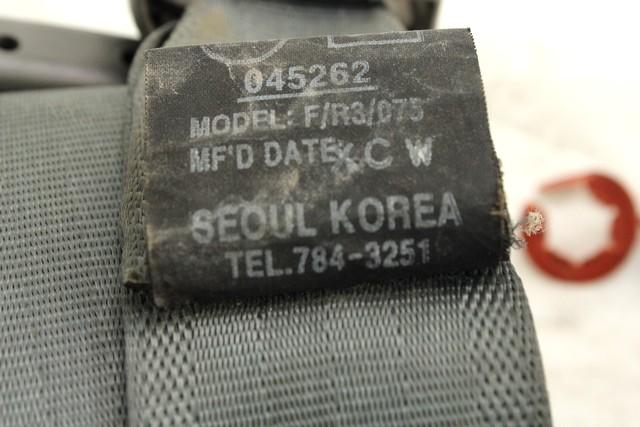 045262
MODEL: F/R3/075
MF'D DATE C W
SEOUL KOREA
TEL.784-3251